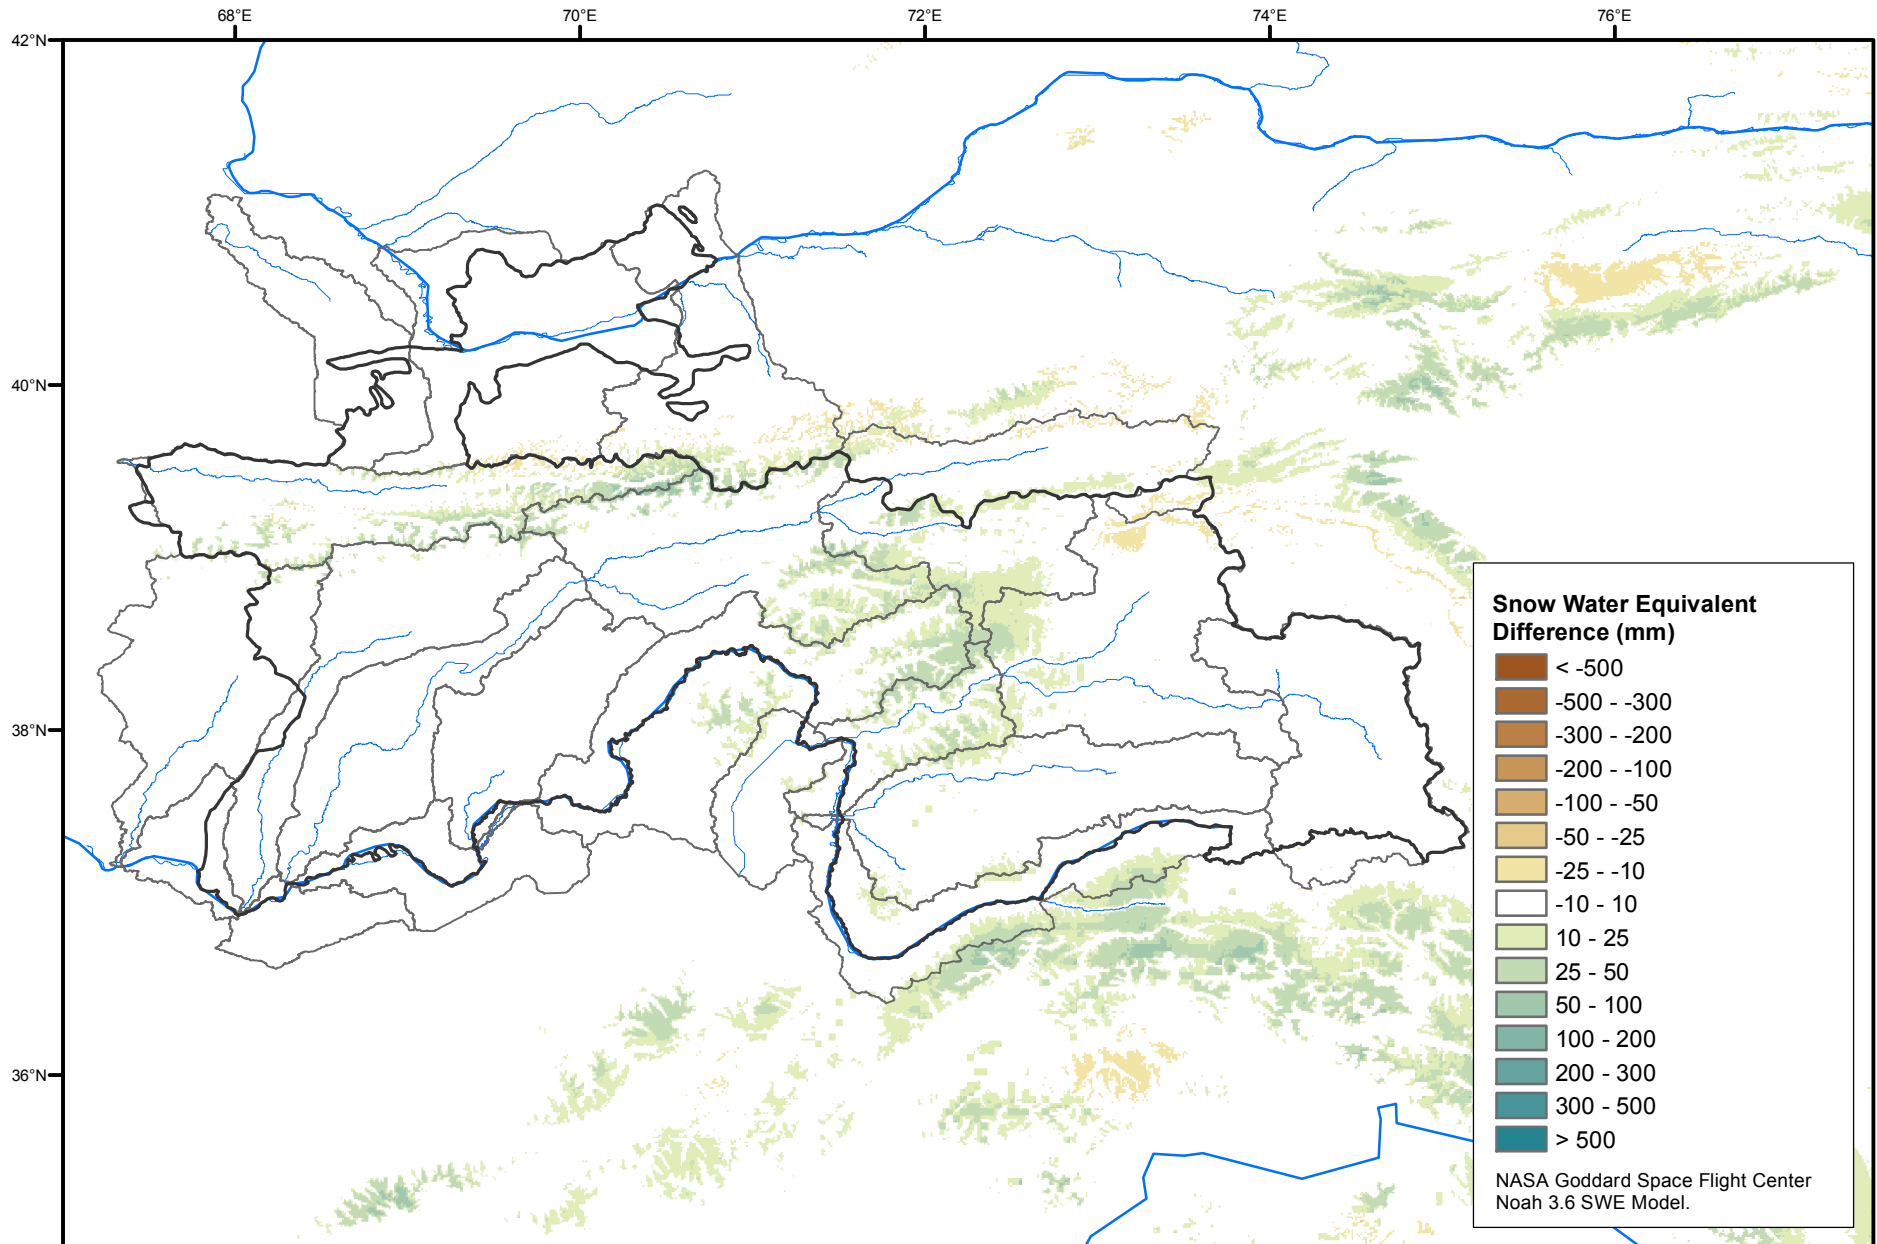 68°E 70°E 72°E 74°E 76°E
42°N
40°N
38°N
36°N
Snow Water Equivalent
Difference (mm)
< -500
-500 - -300
-300 - -200
-200 - -100
-100 - -50
-50 - -25
-25 - -10
-10 - 10
10 - 25
25 - 50
50 - 100
100 - 200
200 - 300
300 - 500
> 500
NASA Goddard Space Flight Center
Noah 3.6 SWE Model.